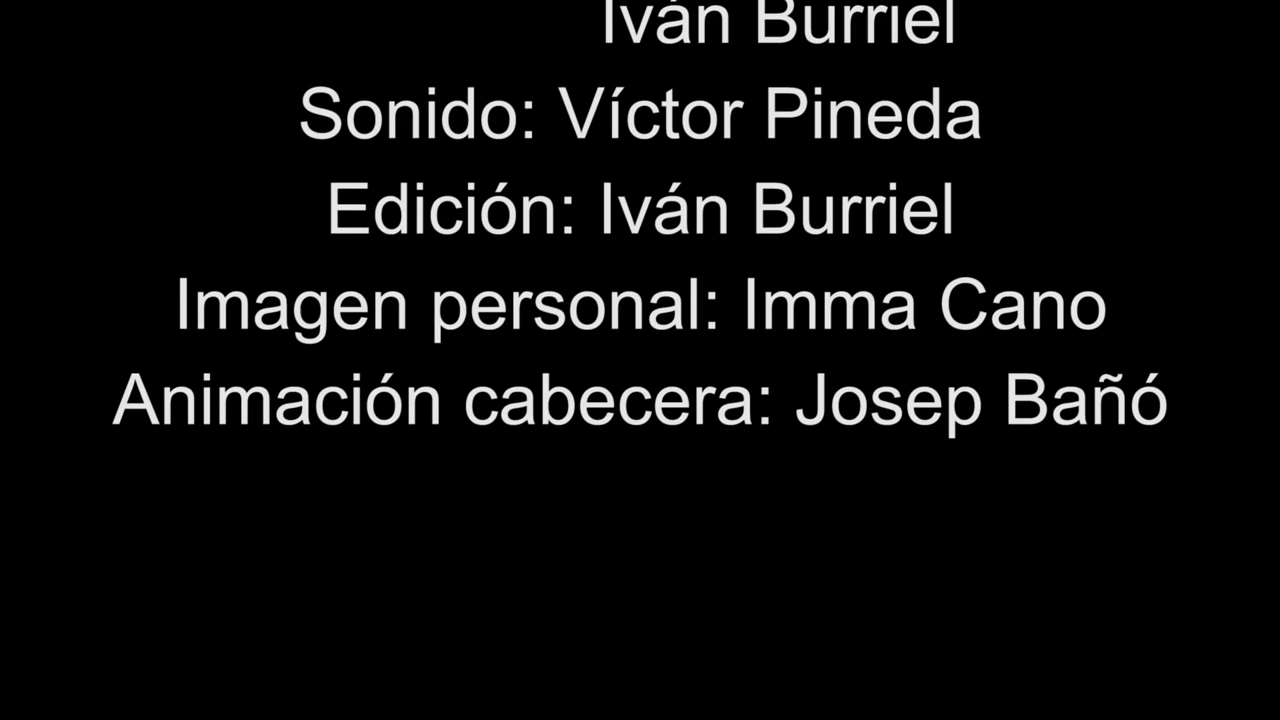 Iván Burriel
Sonido: Víctor Pineda
Edición: Iván Burriel
Imagen personal: Imma Cano
Animación cabecera: Josep Bañó